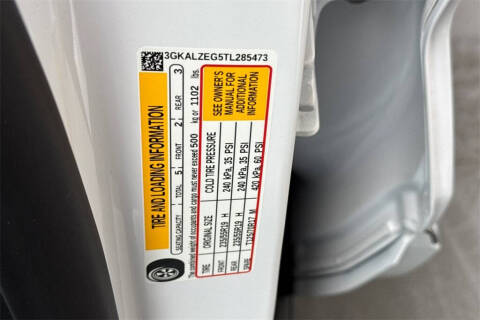 3GKALZEG5TL285473
TIRE AND LOADING INFORMATION
SEATING CAPACITY TOTAL 5 FRONT 2 REAR 3
The combined weight of occupants and cargo must never exceed 500 kg or 1102 lbs.
TIRE ORIGINAL SIZE COLD TIRE PRESSURE
FRONT 235/55R19 H 240 kPa, 35 PSI
REAR 235/55R19 H 240 kPa, 35 PSI
SPARE T135/70R17 M 420 kPa, 60 PSI
SEE OWNER'S
MANUAL FOR
ADDITIONAL
INFORMATION